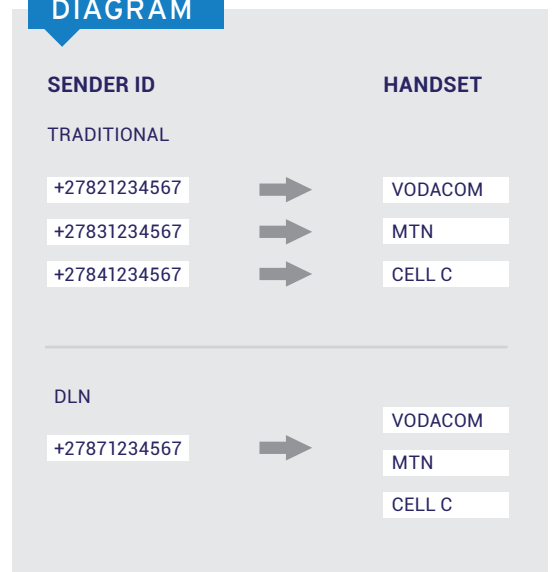 DIAGRAM
SENDER ID HANDSET
TRADITIONAL
+27821234567 VODACOM
+27831234567 MTN
+27841234567 CELL C
DLN
VODACOM
+27871234567
MTN
CELL C